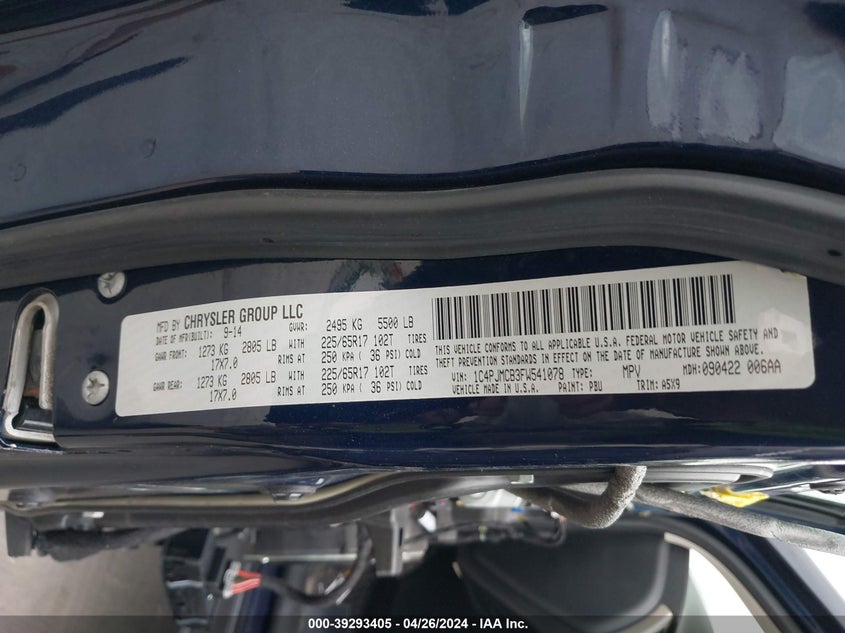 MFD BY CHRYSLER GROUP LLC
DATE OF MFR(BUILT): 9-14 GVWR: 2495 KG 5500 LB
GAWR FRONT: 1273 KG 2805 LB WITH 225/65R17 102T TIRES
17X7.0 RIMS AT 250 KPA ( 36 PSI) COLD
GAWR REAR: 1273 KG 2805 LB WITH 225/65R17 102T TIRES
17X7.0 RIMS AT 250 KPA ( 36 PSI) COLD
THIS VEHICLE CONFORMS TO ALL APPLICABLE U.S.A. FEDERAL MOTOR VEHICLE SAFETY AND
THEFT PREVENTION STANDARDS IN EFFECT ON THE DATE OF MANUFACTURE SHOWN ABOVE.
VIN: 1C4PJMCB3FW541078 TYPE: MPV MDH: 090422 006AA
VEHICLE MADE IN U.S.A. PAINT: PBU TRIM: A5X9
000-39293405 - 04/26/2024 - IAA Inc.